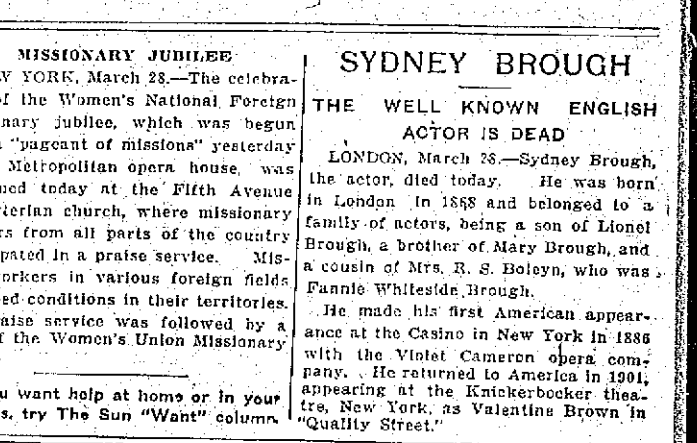 MISSIONARY JUBILEE
YORK, March 28.—The celebra-
the Women's National Foreign
nary jubilee, which was begun
"pageant of missions" yesterday
Metropolitan opera house, was
ned today at the Fifth Avenue
terian church, where missionary
rs from all parts of the country
pated in a praise service. Mis-
orkers in various foreign fields
ed conditions in their territories.
aise service was followed by a
f the Women's Union Missionary
u want help at home or in your
s, try The Sun "Want" column.
SYDNEY BROUGH
THE WELL KNOWN ENGLISH
ACTOR IS DEAD
LONDON, March 28.—Sydney Brough,
the actor, died today. He was born
in London in 1868 and belonged to a
family of actors, being a son of Lionel
Brough, a brother of Mary Brough, and
a cousin of Mrs. R. S. Boleyn, who was
Fannie Whiteside Brough.
He made his first American appear-
ance at the Casino in New York in 1886
with the Violet Cameron opera com-
pany. He returned to America in 1901,
appearing at the Knickerbocker thea-
tre, New York, as Valentine Brown in
"Quality Street."